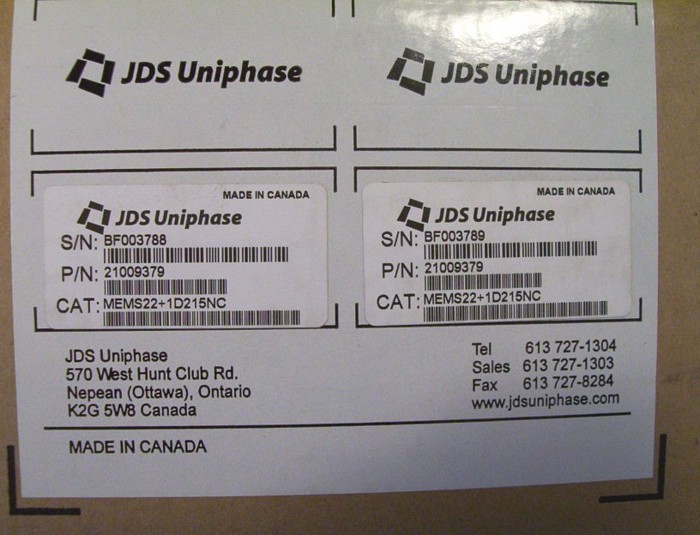 JDS Uniphase
JDS Uniphase
MADE IN CANADA
JDS Uniphase
S/N: BF003788
P/N: 21009379
CAT: MEMS22+1D215NC
MADE IN CANADA
JDS Uniphase
S/N: BF003789
P/N: 21009379
CAT: MEMS22+1D215NC
JDS Uniphase
570 West Hunt Club Rd.
Nepean (Ottawa), Ontario
K2G 5W8 Canada
Tel 613 727-1304
Sales 613 727-1303
Fax 613 727-8284
www.jdsuniphase.com
MADE IN CANADA